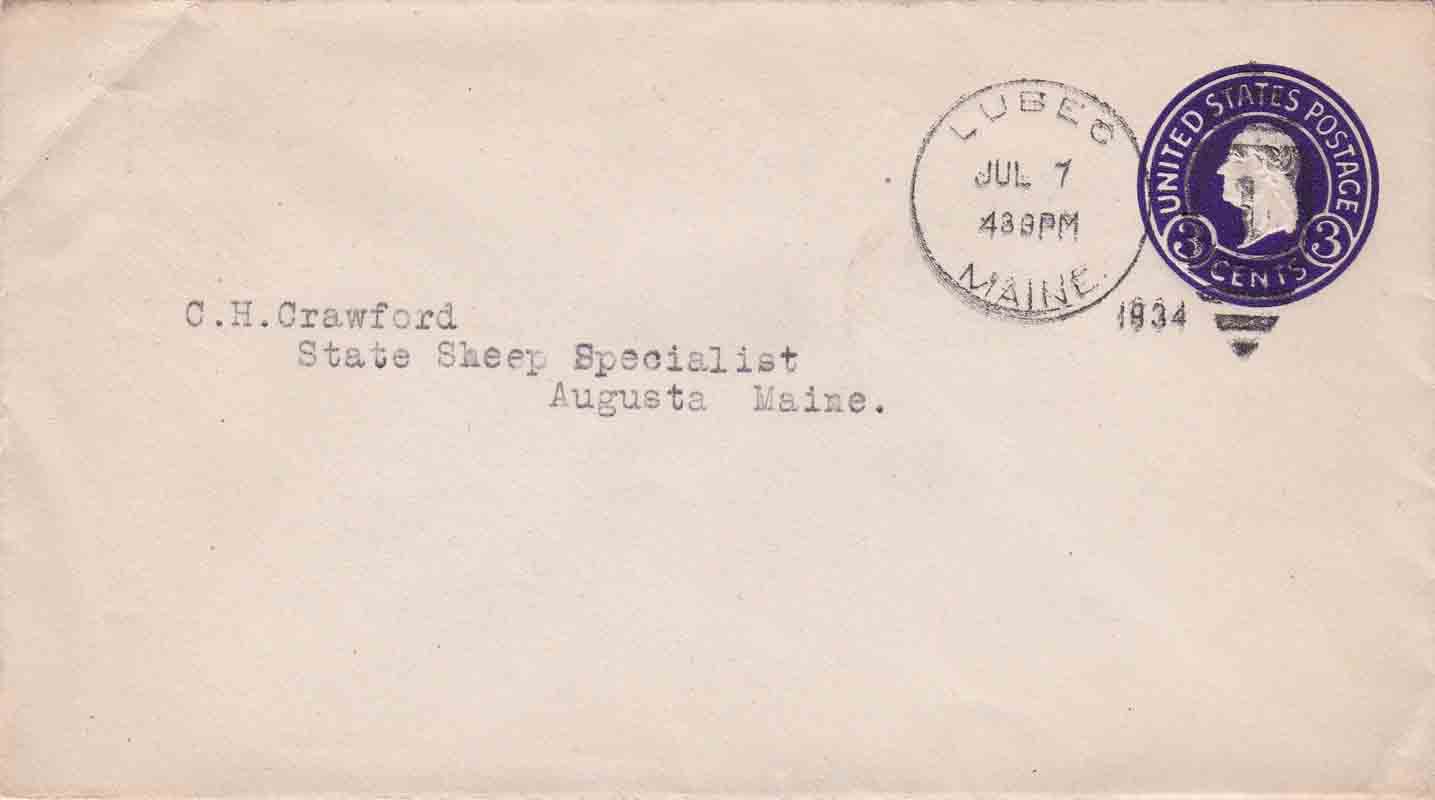 LUBEC
JUL 7
430PM
MAINE.
1934
UNITED STATES POSTAGE
3 CENTS 3
C.H.Crawford
State Sheep Specialist
Augusta Maine.